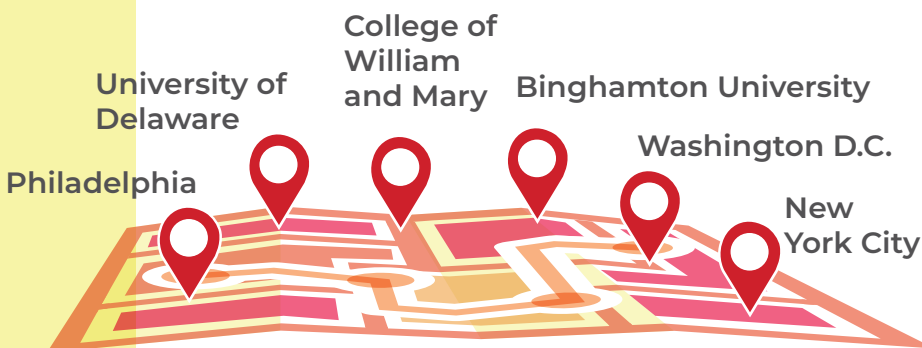 Philadelphia
University of
Delaware
College of
William
and Mary
Binghamton University
Washington D.C.
New
York City